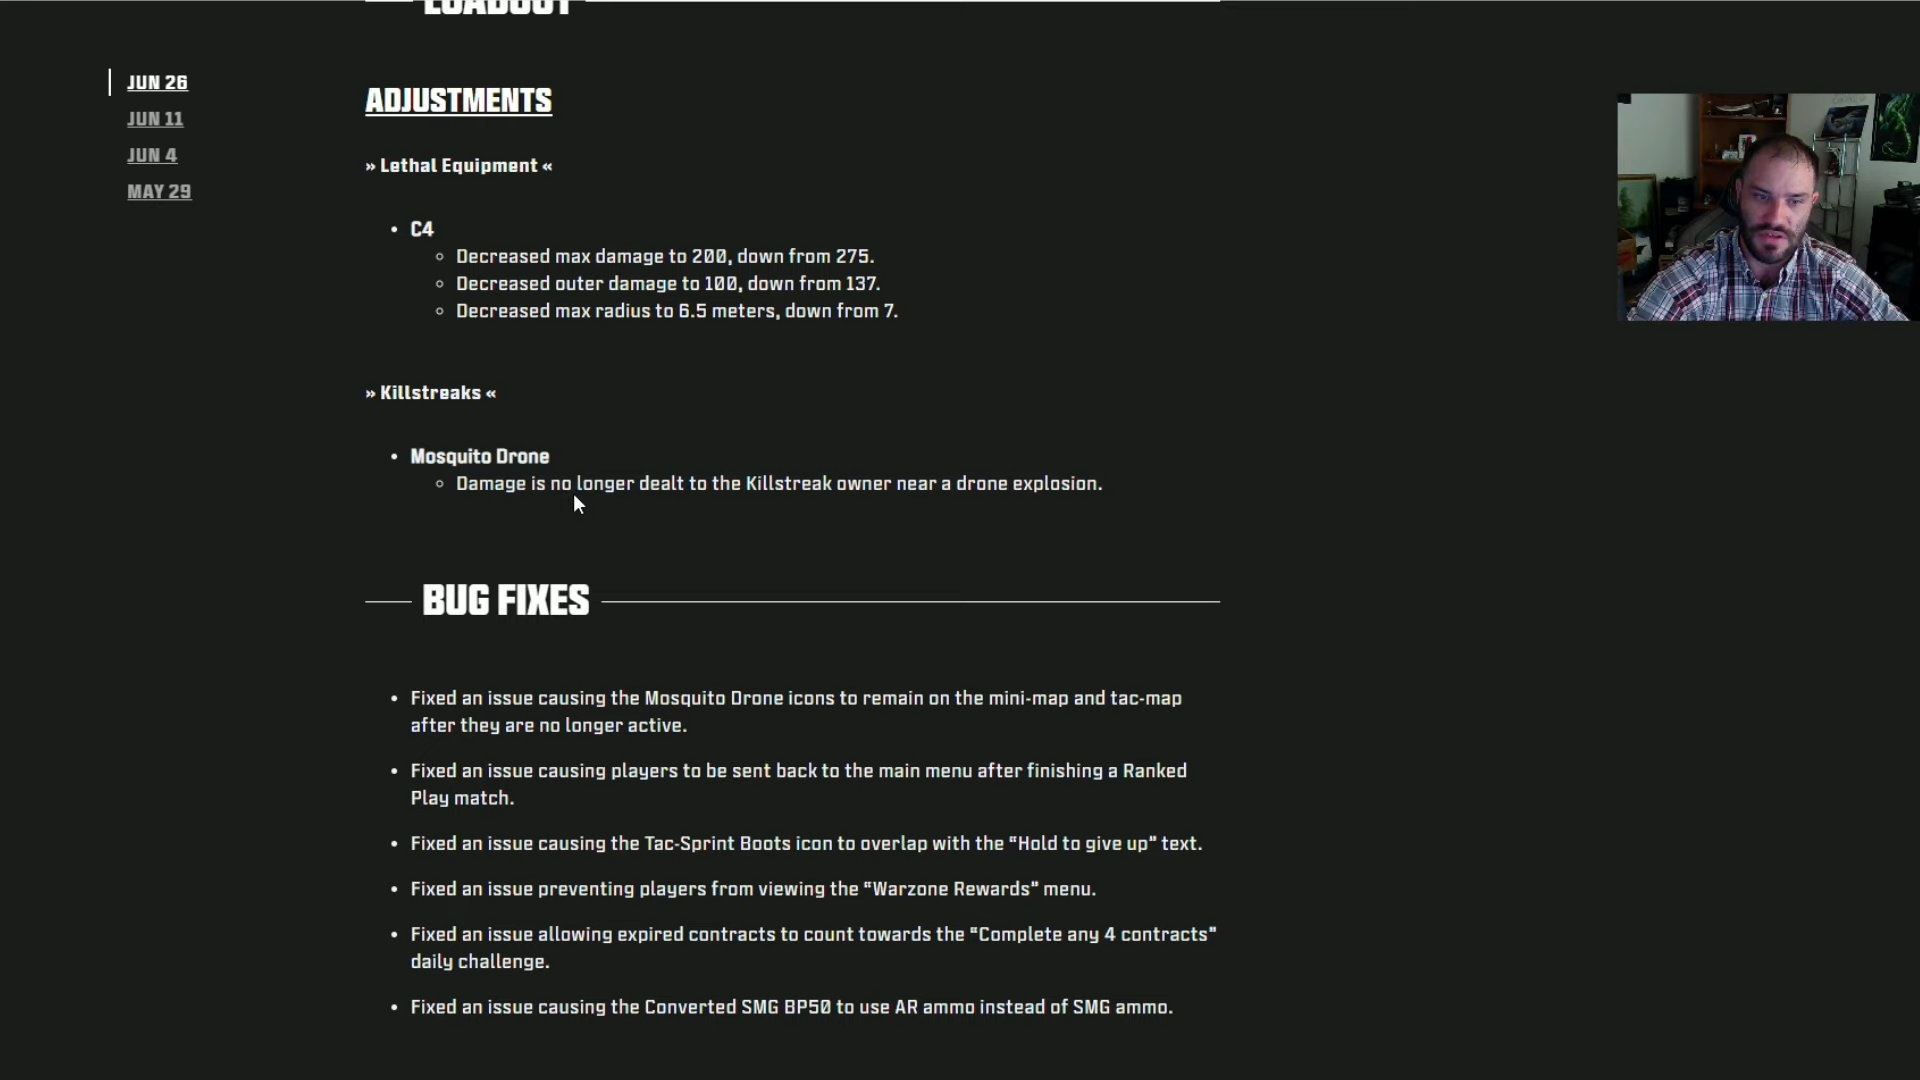 LOADOUT
JUN 26
JUN 11
JUN 4
MAY 29
ADJUSTMENTS
» Lethal Equipment «
• C4
○ Decreased max damage to 200, down from 275.
○ Decreased outer damage to 100, down from 137.
○ Decreased max radius to 6.5 meters, down from 7.
» Killstreaks «
• Mosquito Drone
○ Damage is no longer dealt to the Killstreak owner near a drone explosion.
BUG FIXES
• Fixed an issue causing the Mosquito Drone icons to remain on the mini-map and tac-map
after they are no longer active.
• Fixed an issue causing players to be sent back to the main menu after finishing a Ranked
Play match.
• Fixed an issue causing the Tac-Sprint Boots icon to overlap with the "Hold to give up" text.
• Fixed an issue preventing players from viewing the "Warzone Rewards" menu.
• Fixed an issue allowing expired contracts to count towards the "Complete any 4 contracts"
daily challenge.
• Fixed an issue causing the Converted SMG BP50 to use AR ammo instead of SMG ammo.